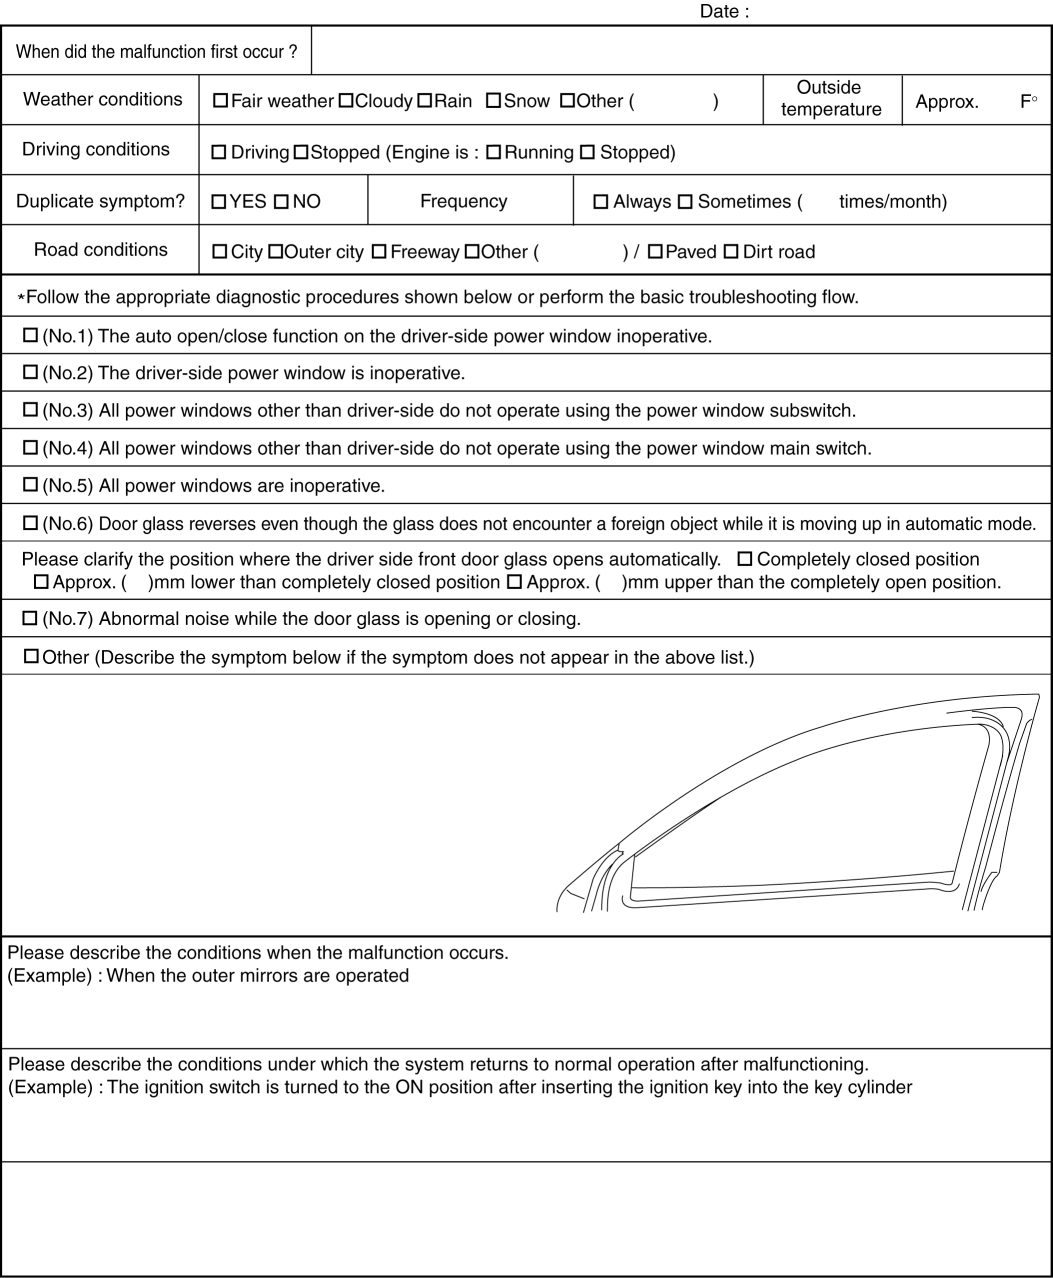 Date :
When did the malfunction first occur ?
Weather conditions □Fair weather □Cloudy □Rain □Snow □Other ( ) Outside temperature Approx. F°
Driving conditions □ Driving □Stopped (Engine is : □Running □ Stopped)
Duplicate symptom? □YES □NO Frequency □Always □ Sometimes ( times/month)
Road conditions □City □Outer city □Freeway □Other ( ) / □Paved □Dirt road
*Follow the appropriate diagnostic procedures shown below or perform the basic troubleshooting flow.
□(No.1) The auto open/close function on the driver-side power window inoperative.
□(No.2) The driver-side power window is inoperative.
□(No.3) All power windows other than driver-side do not operate using the power window subswitch.
□(No.4) All power windows other than driver-side do not operate using the power window main switch.
□(No.5) All power windows are inoperative.
□(No.6) Door glass reverses even though the glass does not encounter a foreign object while it is moving up in automatic mode.
Please clarify the position where the driver side front door glass opens automatically. □ Completely closed position
□Approx. ( )mm lower than completely closed position □ Approx. ( )mm upper than the completely open position.
□(No.7) Abnormal noise while the door glass is opening or closing.
□Other (Describe the symptom below if the symptom does not appear in the above list.)
Please describe the conditions when the malfunction occurs.
(Example) : When the outer mirrors are operated
Please describe the conditions under which the system returns to normal operation after malfunctioning.
(Example) : The ignition switch is turned to the ON position after inserting the ignition key into the key cylinder